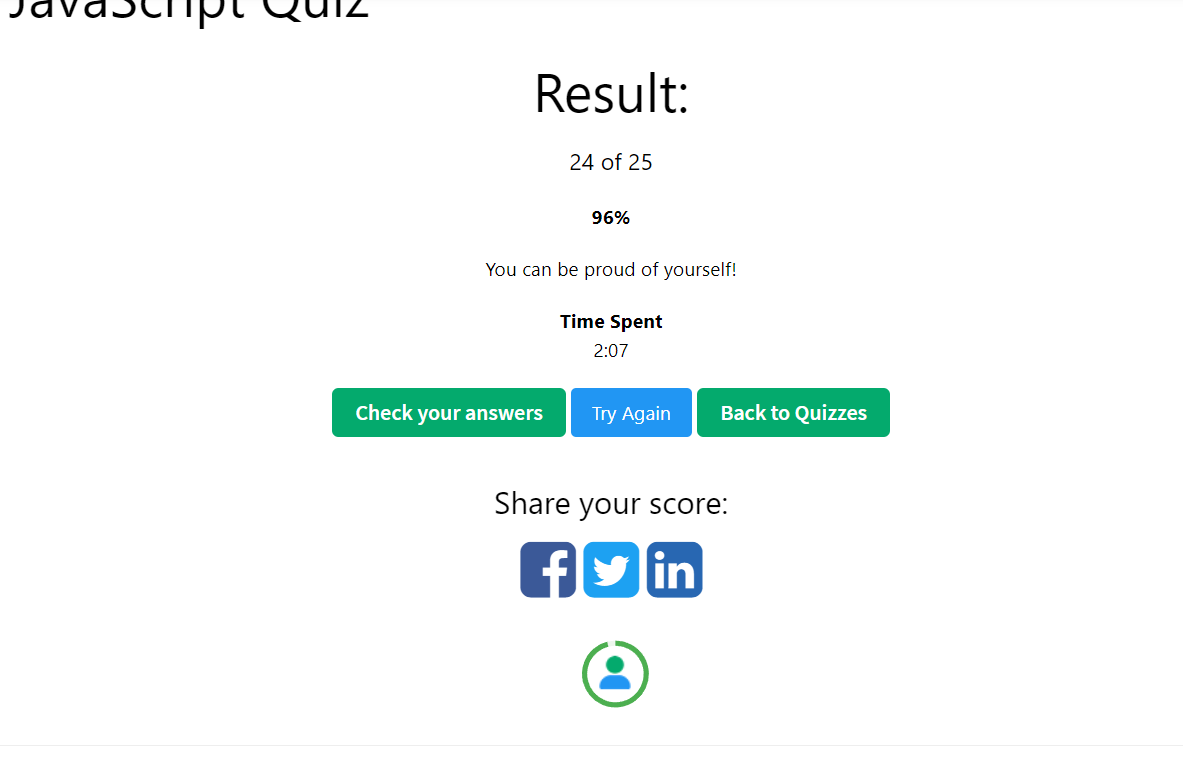 JavaScript Quiz
Result:
24 of 25
96%
You can be proud of yourself!
Time Spent
2:07
Check your answers Try Again Back to Quizzes
Share your score:
f in